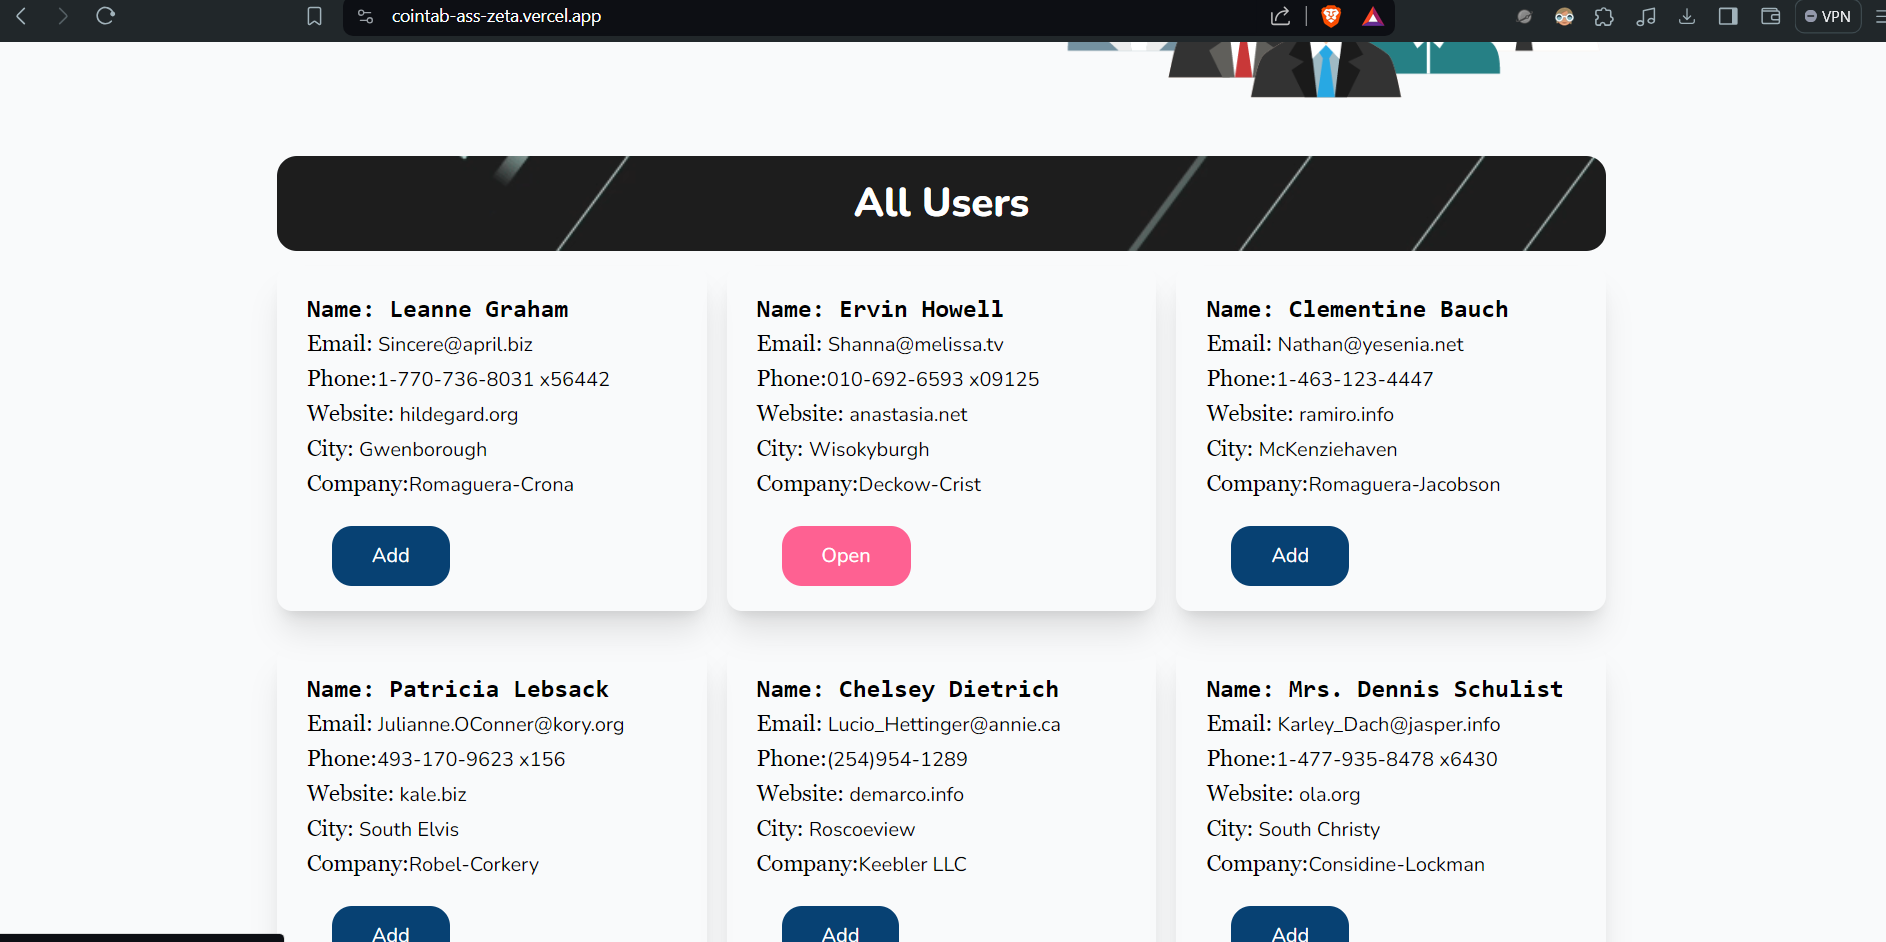 cointab-ass-zeta.vercel.app
VPN
All Users
Name: Leanne Graham
Email: Sincere@april.biz
Phone:1-770-736-8031 x56442
Website: hildegard.org
City: Gwenborough
Company:Romaguera-Crona
Add
Name: Ervin Howell
Email: Shanna@melissa.tv
Phone:010-692-6593 x09125
Website: anastasia.net
City: Wisokyburgh
Company:Deckow-Crist
Open
Name: Clementine Bauch
Email: Nathan@yesenia.net
Phone:1-463-123-4447
Website: ramiro.info
City: McKenziehaven
Company:Romaguera-Jacobson
Add
Name: Patricia Lebsack
Email: Julianne.OConner@kory.org
Phone:493-170-9623 x156
Website: kale.biz
City: South Elvis
Company:Robel-Corkery
Add
Name: Chelsey Dietrich
Email: Lucio_Hettinger@annie.ca
Phone:(254)954-1289
Website: demarco.info
City: Roscoeview
Company:Keebler LLC
Add
Name: Mrs. Dennis Schulist
Email: Karley_Dach@jasper.info
Phone:1-477-935-8478 x6430
Website: ola.org
City: South Christy
Company:Considine-Lockman
Add